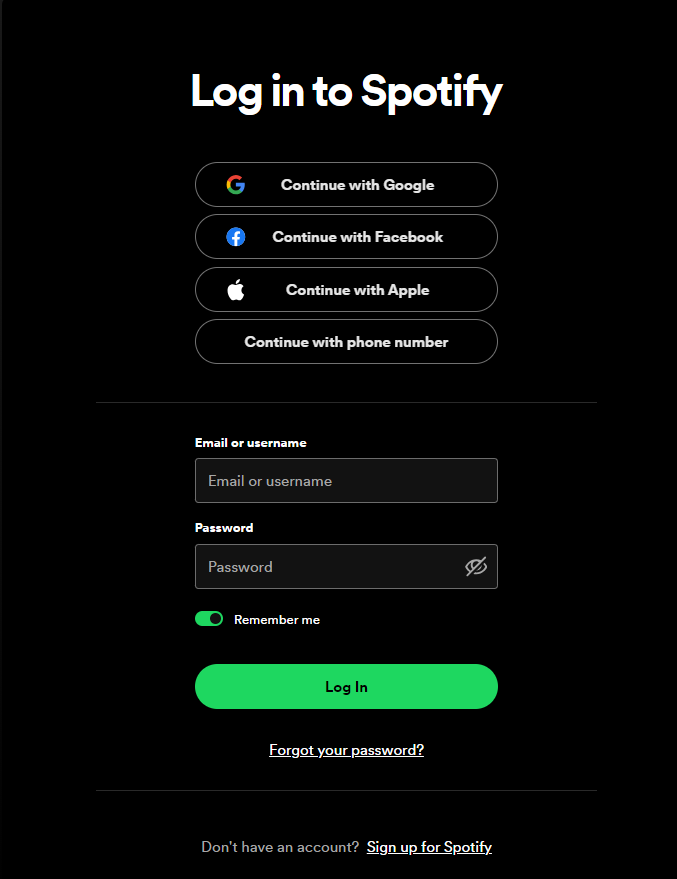 Log in to Spotify
Continue with Google
Continue with Facebook
Continue with Apple
Continue with phone number
Email or username
Email or username
Password
Password
Remember me
Log In
Forgot your password?
Don't have an account? Sign up for Spotify